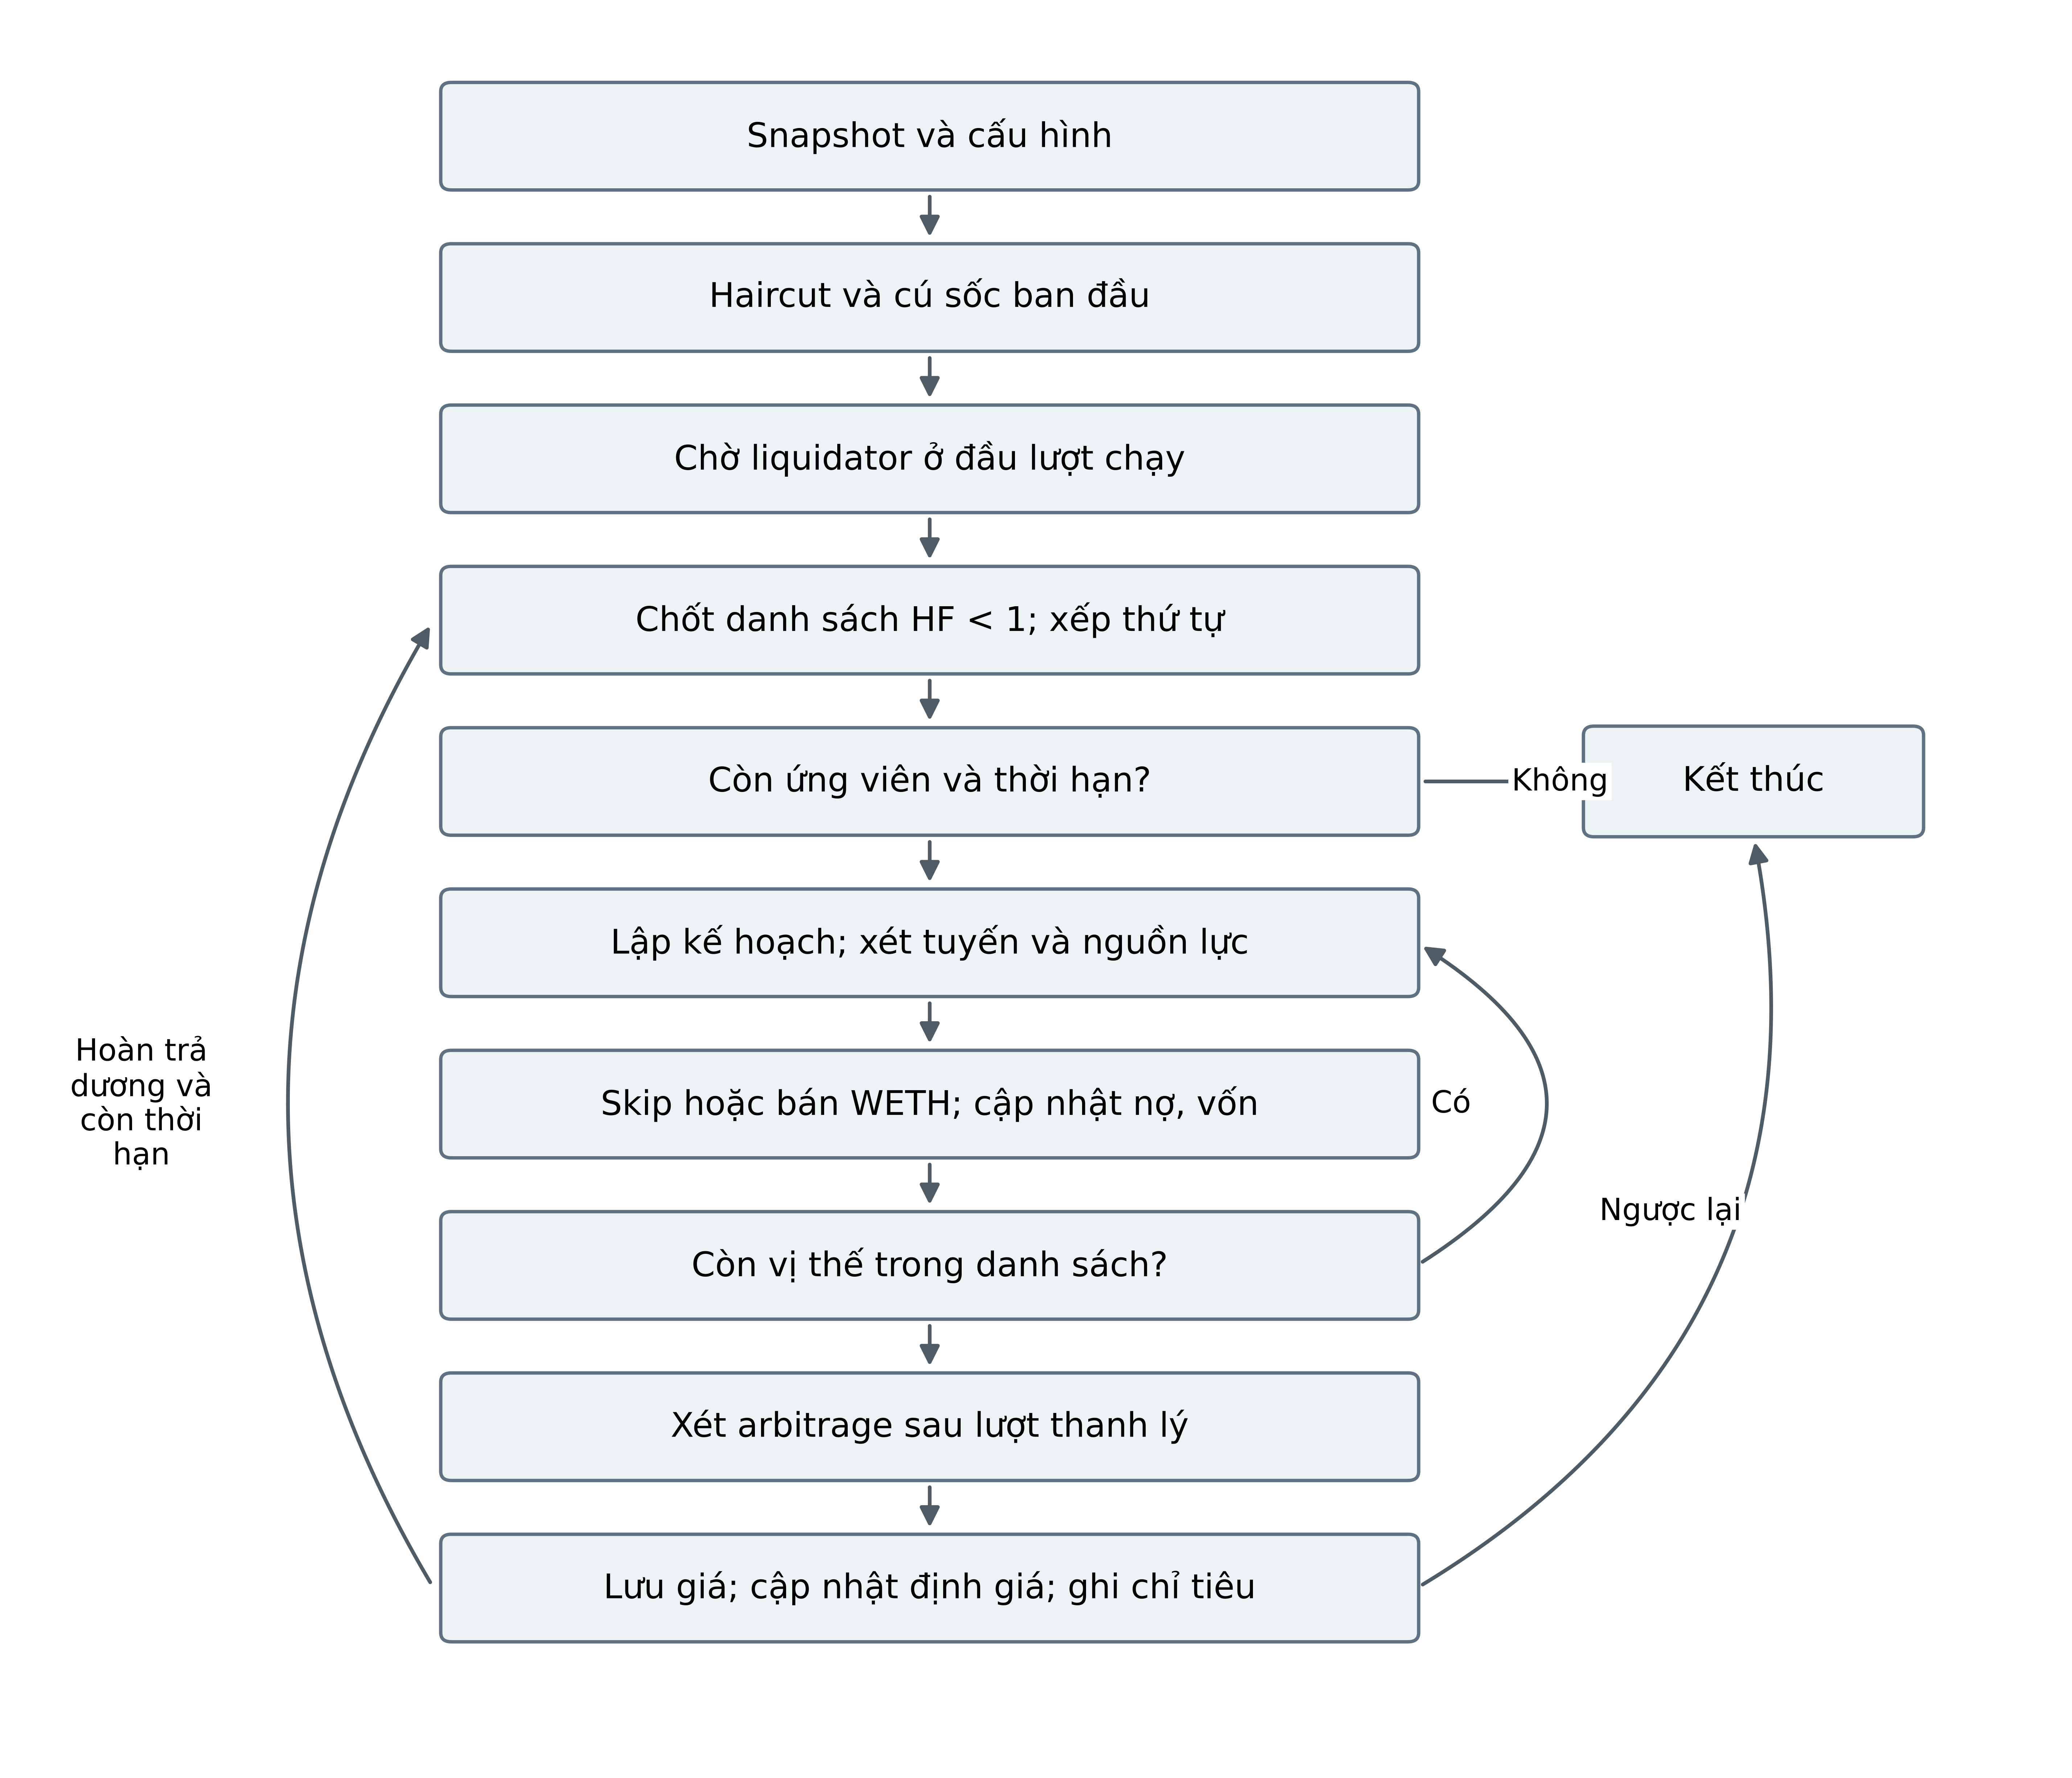 Snapshot và cấu hình
Haircut và cú sốc ban đầu
Chờ liquidator ở đầu lượt chạy
Chốt danh sách HF < 1; xếp thứ tự
Còn ứng viên và thời hạn?
Không
Kết thúc
Lập kế hoạch; xét tuyến và nguồn lực
Skip hoặc bán WETH; cập nhật nợ, vốn
Có
Hoàn trả
dương và
còn thời
hạn
Ngược lại
Còn vị thế trong danh sách?
Xét arbitrage sau lượt thanh lý
Lưu giá; cập nhật định giá; ghi chỉ tiêu